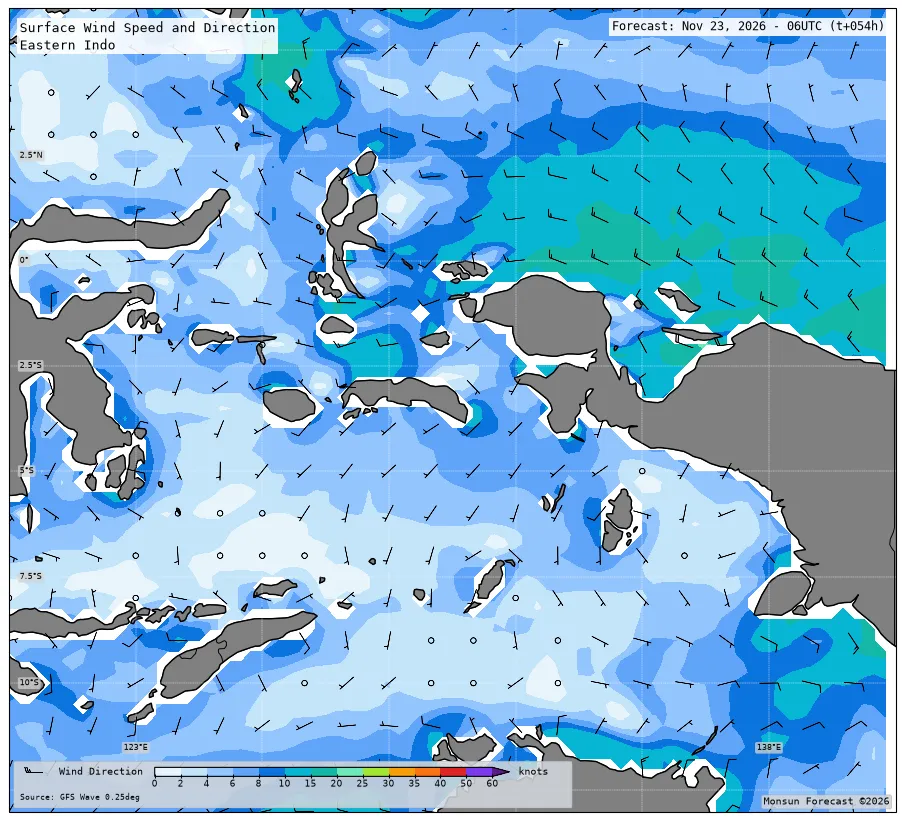 Surface Wind Speed and Direction
Eastern Indo
Forecast: Nov 23, 2026 - 06UTC (t+054h)
2.5°N
0°
2.5°S
5°S
7.5°S
10°S
123°E
138°E
Wind Direction
knots
0 2 4 6 8 10 15 20 25 30 35 40 50 60
Source: GFS Wave 0.25deg
Monsun Forecast ©2026